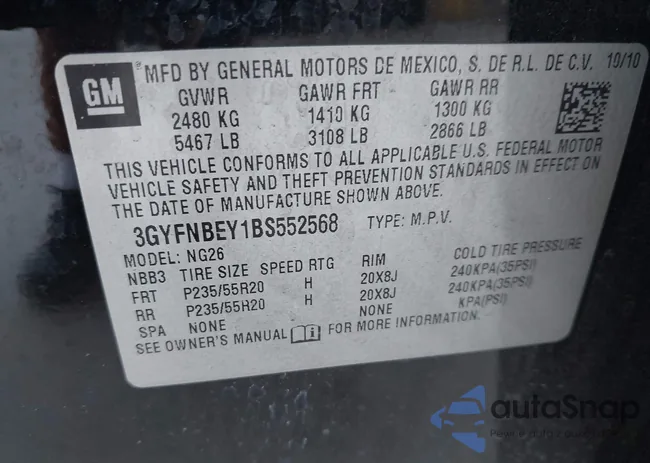 GM
*MFD BY GENERAL MOTORS DE MEXICO, S. DE R.L. DE C.V. 10/10
GVWR GAWR FRT GAWR RR
2480 KG 1410 KG 1300 KG
5467 LB 3108 LB 2866 LB
THIS VEHICLE CONFORMS TO ALL APPLICABLE U.S. FEDERAL MOTOR
VEHICLE SAFETY AND THEFT PREVENTION STANDARDS IN EFFECT ON
THE DATE OF MANUFACTURE SHOWN ABOVE.
3GYFNBEY1BS552568 TYPE: M.P.V.
MODEL: NG26
NBB3 TIRE SIZE SPEED RTG RIM COLD TIRE PRESSURE
FRT P235/55R20 H 20X8J 240KPA(35PSI)
RR P235/55R20 H 20X8J 240KPA(35PSI)
SPA NONE NONE KPA(PSI)
SEE OWNER'S MANUAL FOR MORE INFORMATION.
autoSnap